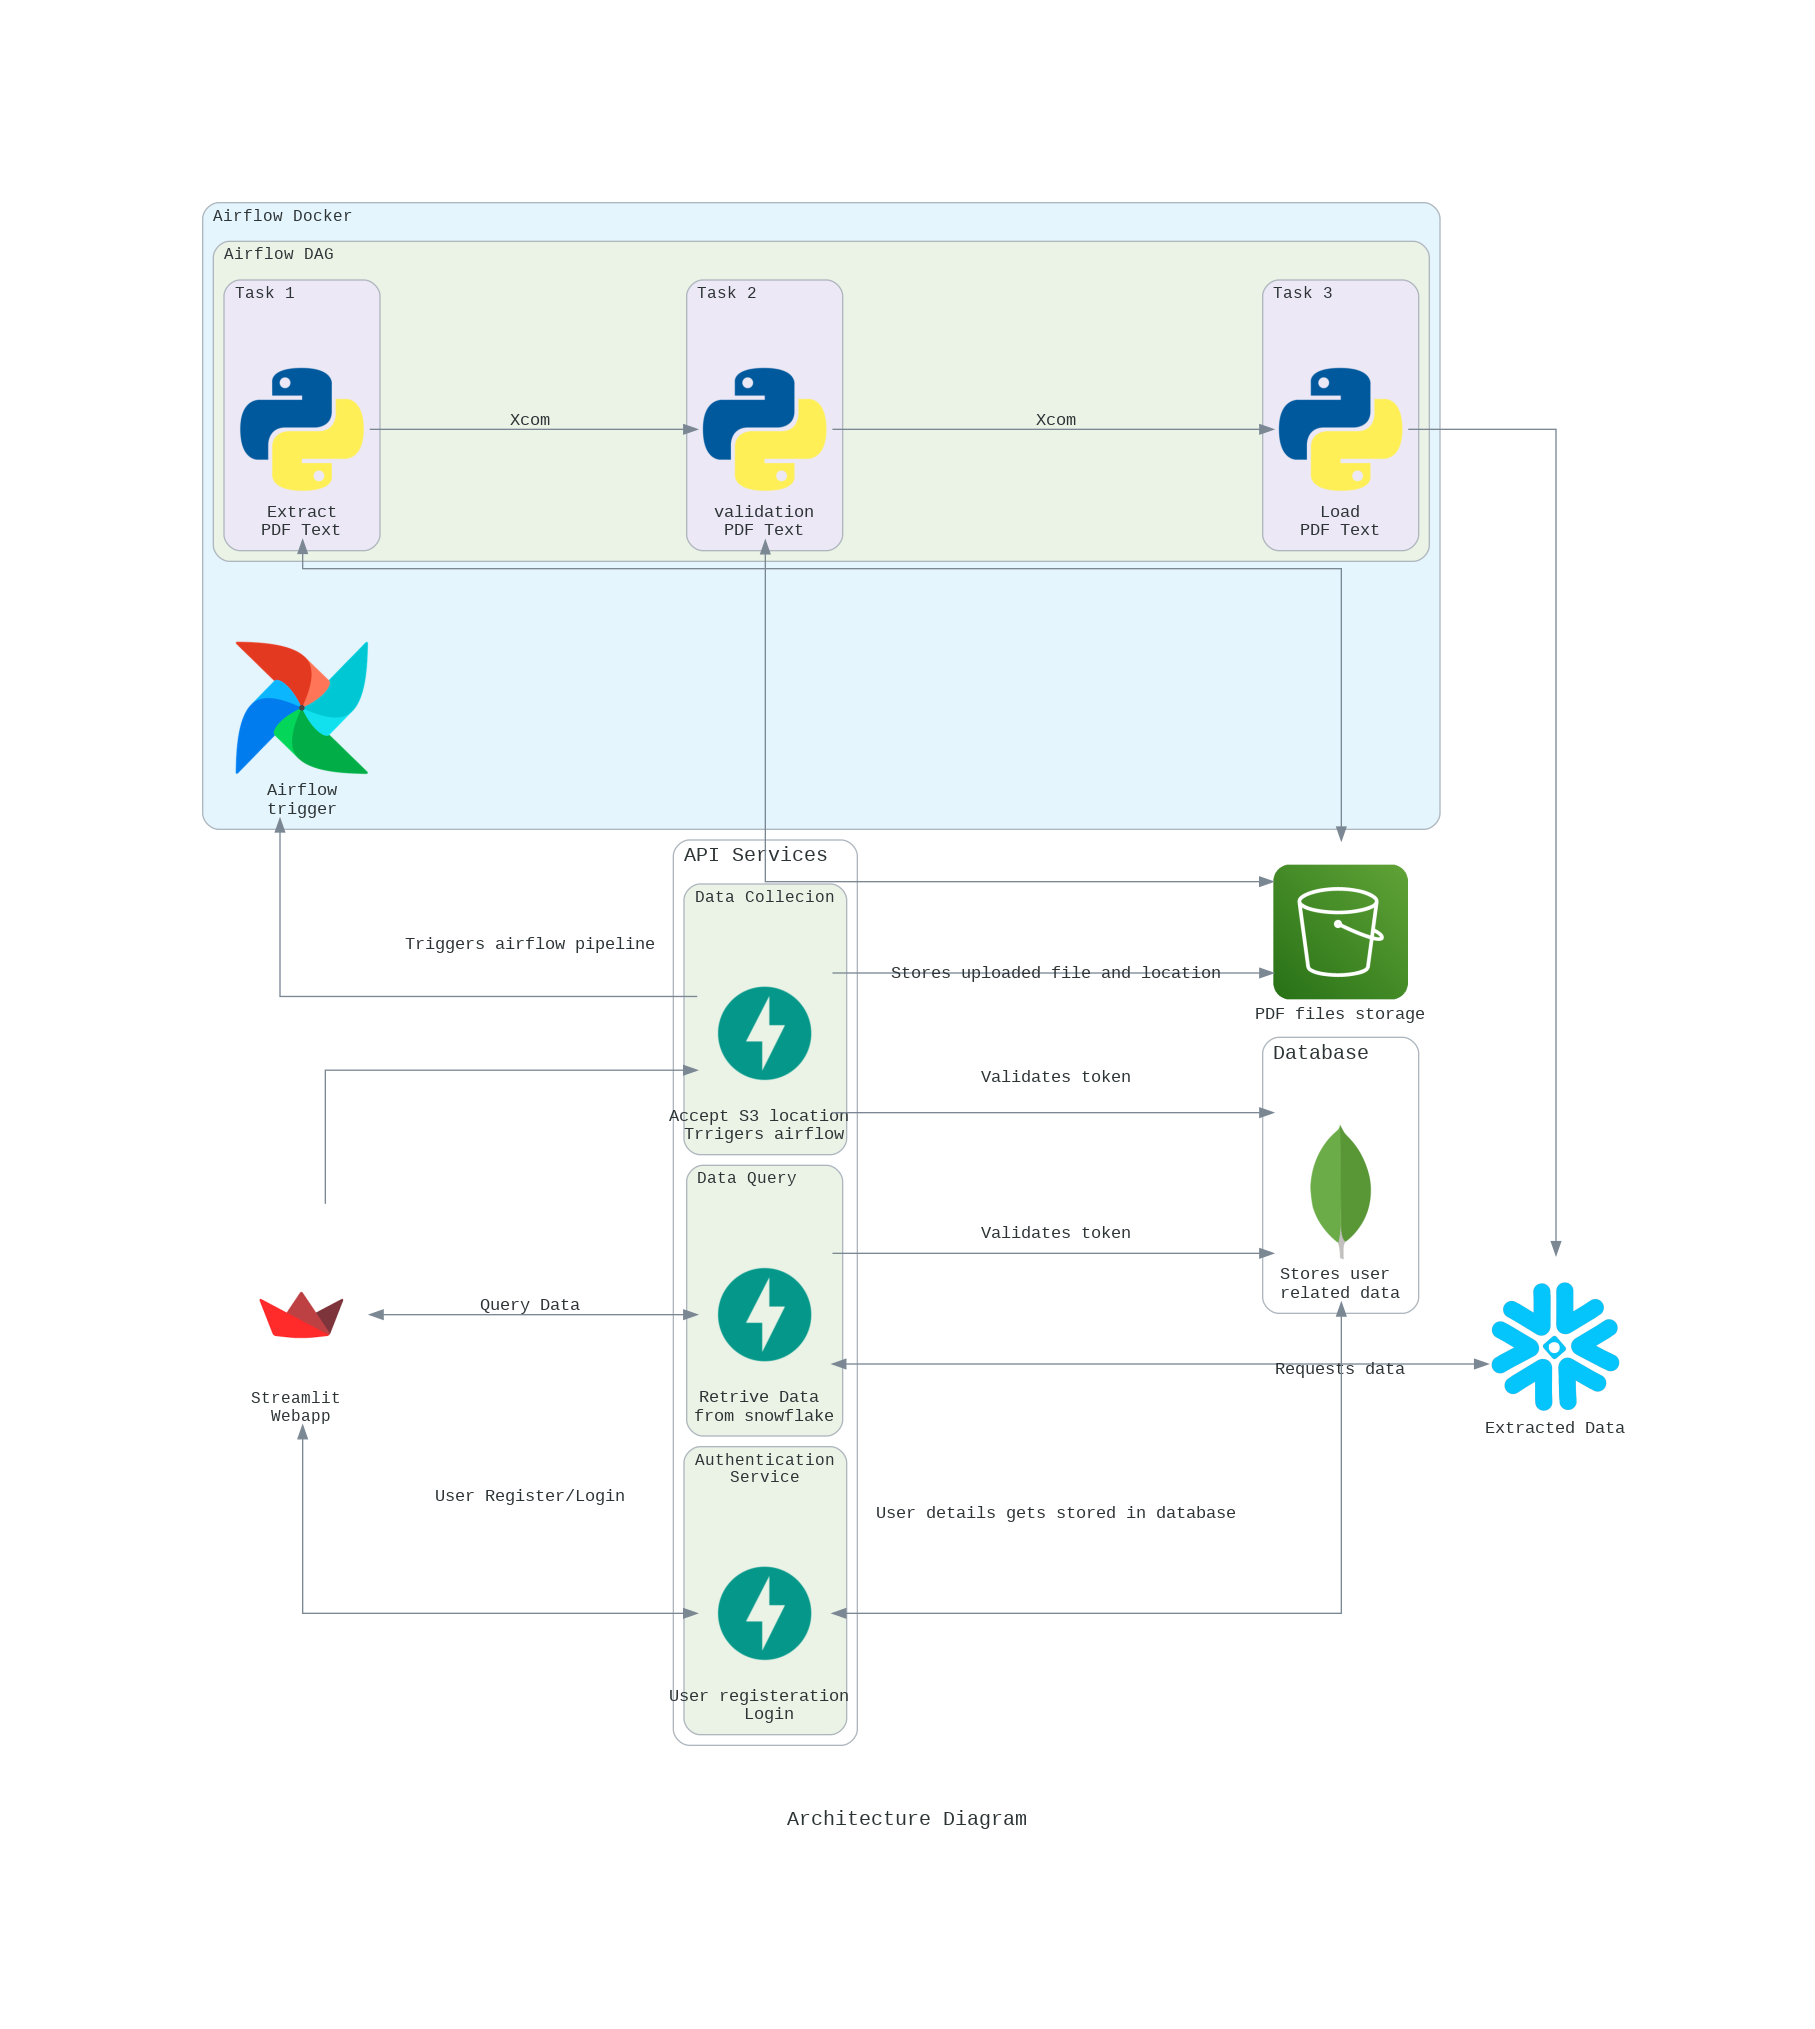 Airflow Docker
Airflow DAG
Task 1
Task 2
Task 3
Xcom
Xcom
Extract
PDF Text
validation
PDF Text
Load
PDF Text
Airflow
trigger
API Services
Data Collecion
Triggers airflow pipeline
Stores uploaded file and location
PDF files storage
Database
Validates token
Accept S3 location
Trrigers airflow
Data Query
Validates token
Stores user
related data
Query Data
Requests data
Retrive Data
from snowflake
Streamlit
Webapp
Extracted Data
Authentication
Service
User Register/Login
User details gets stored in database
User registeration
Login
Architecture Diagram